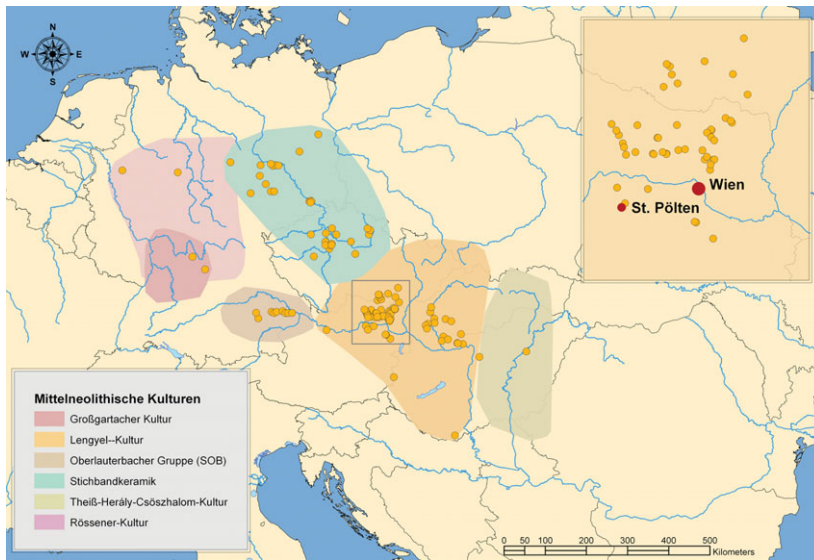 N
W E
S
Wien
St. Pölten
Mittelneolithische Kulturen
Großgartacher Kultur
Lengyel--Kultur
Oberlauterbacher Gruppe (SOB)
Stichbandkeramik
Theiß-Herály-Csöszhalom-Kultur
Rössener-Kultur
0 50 100 200 300 400 500
Kilometers